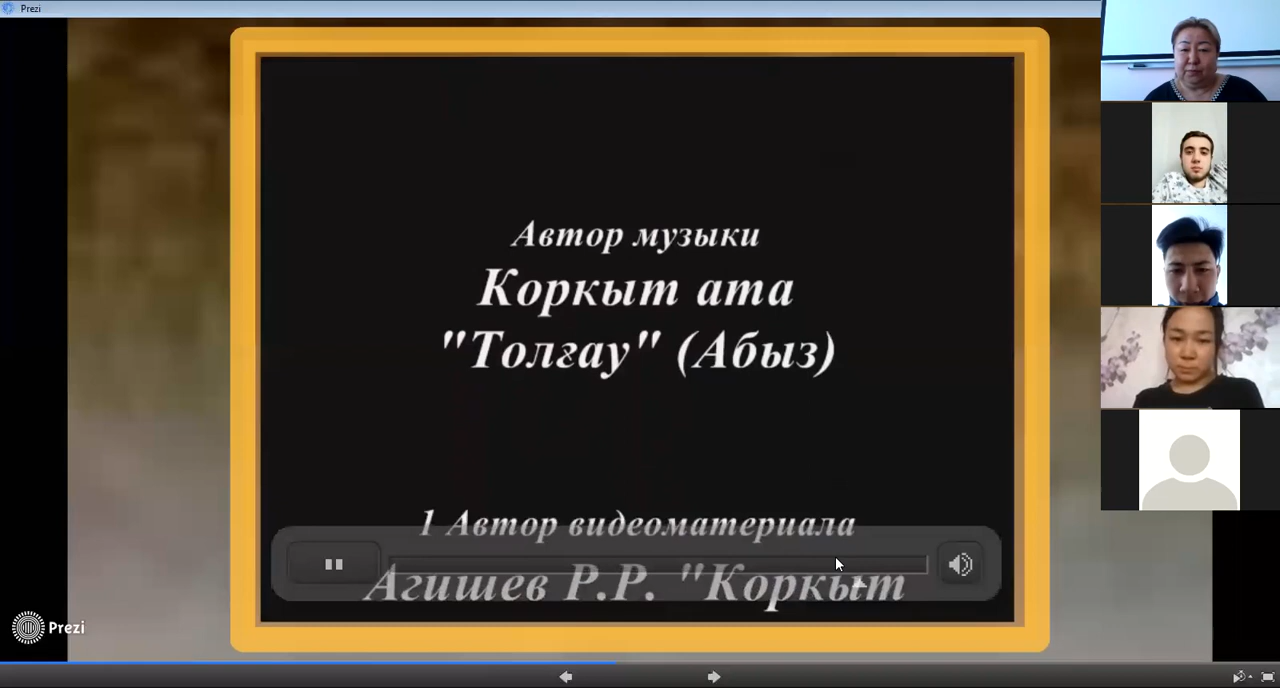 Prezi
Автор музыки
Коркыт ата
"Толғау" (Абыз)
1 Автор видеоматериала
Агишев Р.Р. "Коркыт
Prezi